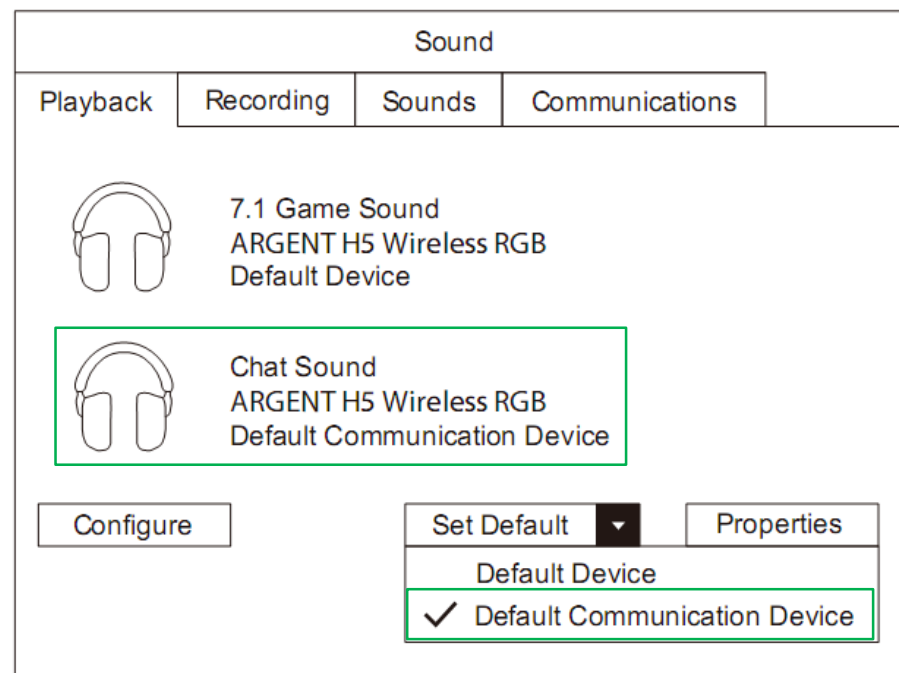 Sound
Playback
Recording
Sounds
Communications
7.1 Game Sound
ARGENT H5 Wireless RGB
Default Device
Chat Sound
ARGENT H5 Wireless RGB
Default Communication Device
Configure
Set Default
Properties
Default Device
Default Communication Device